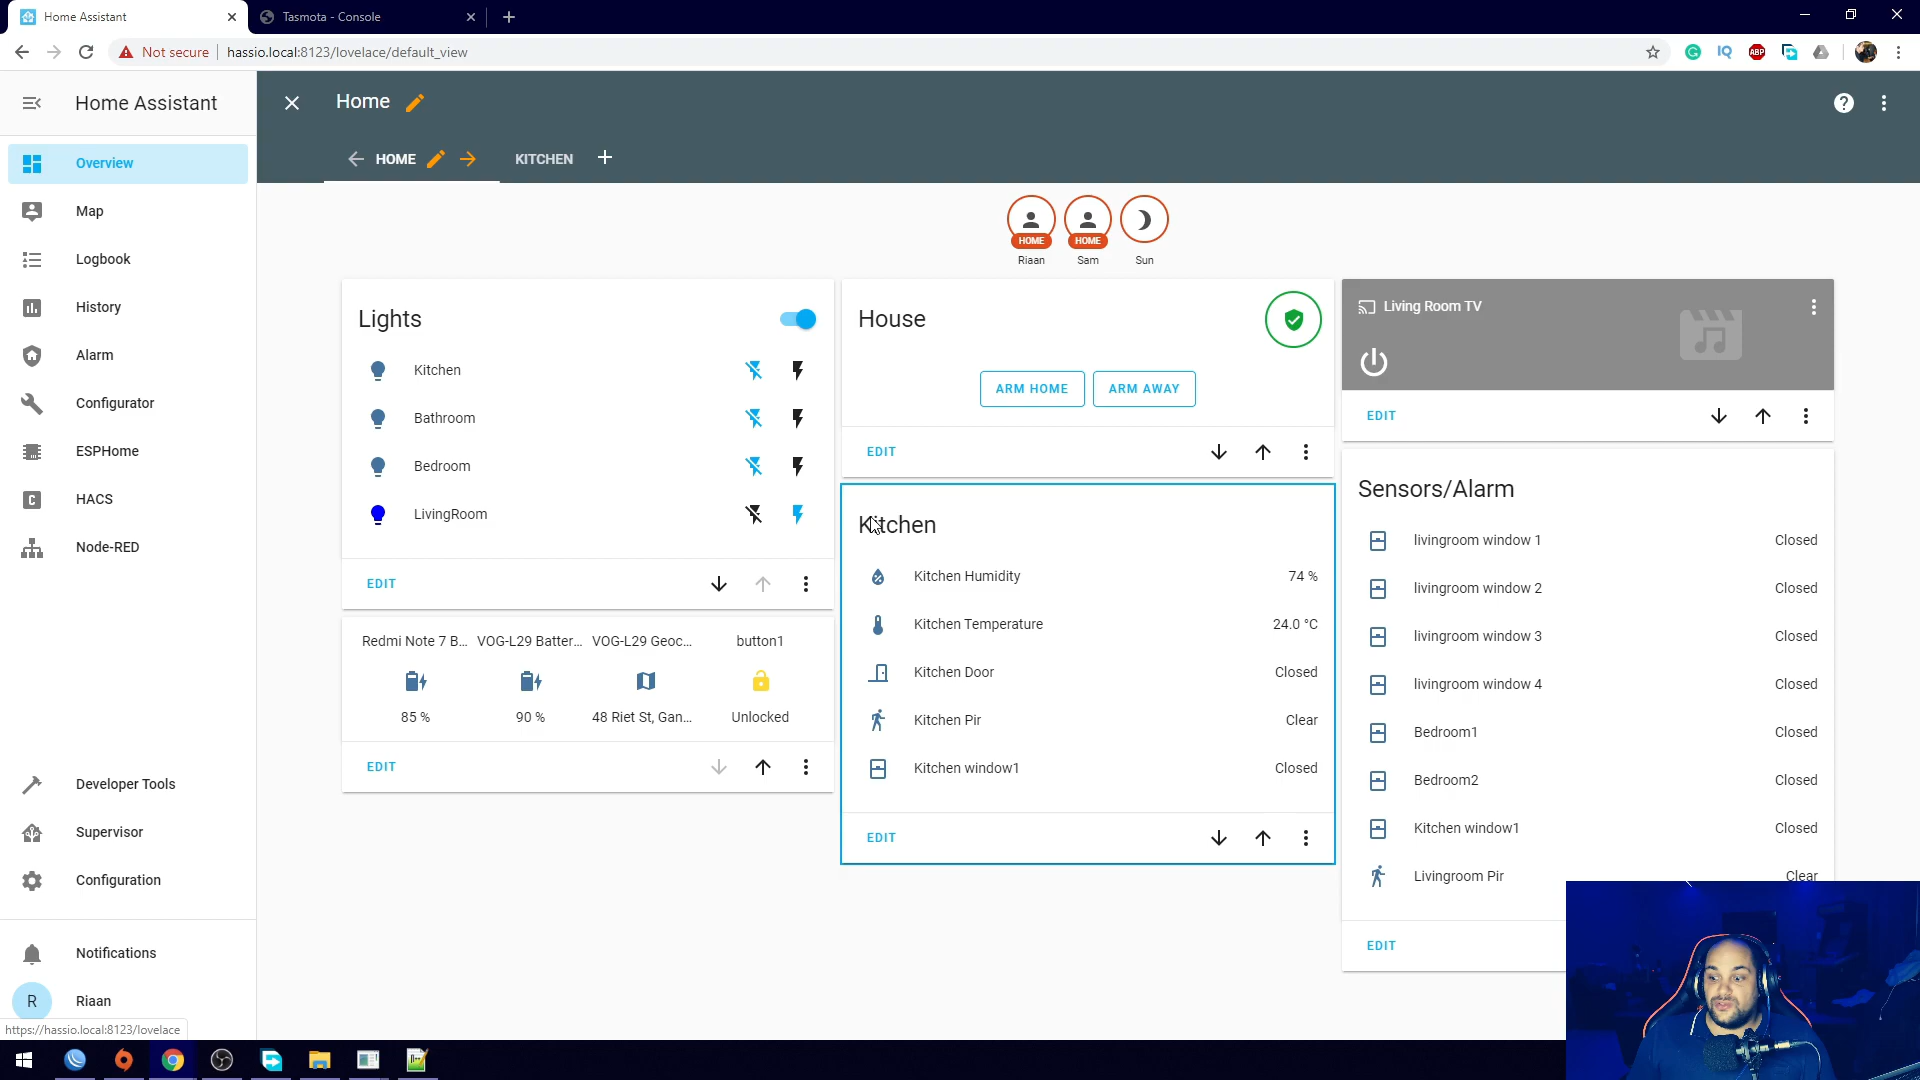 Home Assistant
Tasmota - Console
Not secure
hassio.local:8123/lovelace/default_view
IQ
ABP
Home Assistant
Home
HOME
KITCHEN
Overview
Map
Logbook
History
Alarm
Configurator
ESPHome
C
HACS
Node-RED
Developer Tools
Supervisor
Configuration
Notifications
R
Riaan
https://hassio.local:8123/lovelace
HOME
HOME
Riaan
Sam
Sun
Lights
Kitchen
Bathroom
Bedroom
LivingRoom
EDIT
Redmi Note 7 B... VOG-L29 Batter... VOG-L29 Geoc... button1
85 % 90 % 48 Riet St, Gan... Unlocked
EDIT
House
ARM HOME ARM AWAY
EDIT
Kitchen
Kitchen Humidity 74 %
Kitchen Temperature 24.0 °C
Kitchen Door Closed
Kitchen Pir Clear
Kitchen window1 Closed
EDIT
Living Room TV
EDIT
Sensors/Alarm
livingroom window 1 Closed
livingroom window 2 Closed
livingroom window 3 Closed
livingroom window 4 Closed
Bedroom1 Closed
Bedroom2 Closed
Kitchen window1 Closed
Livingroom Pir Clear
EDIT